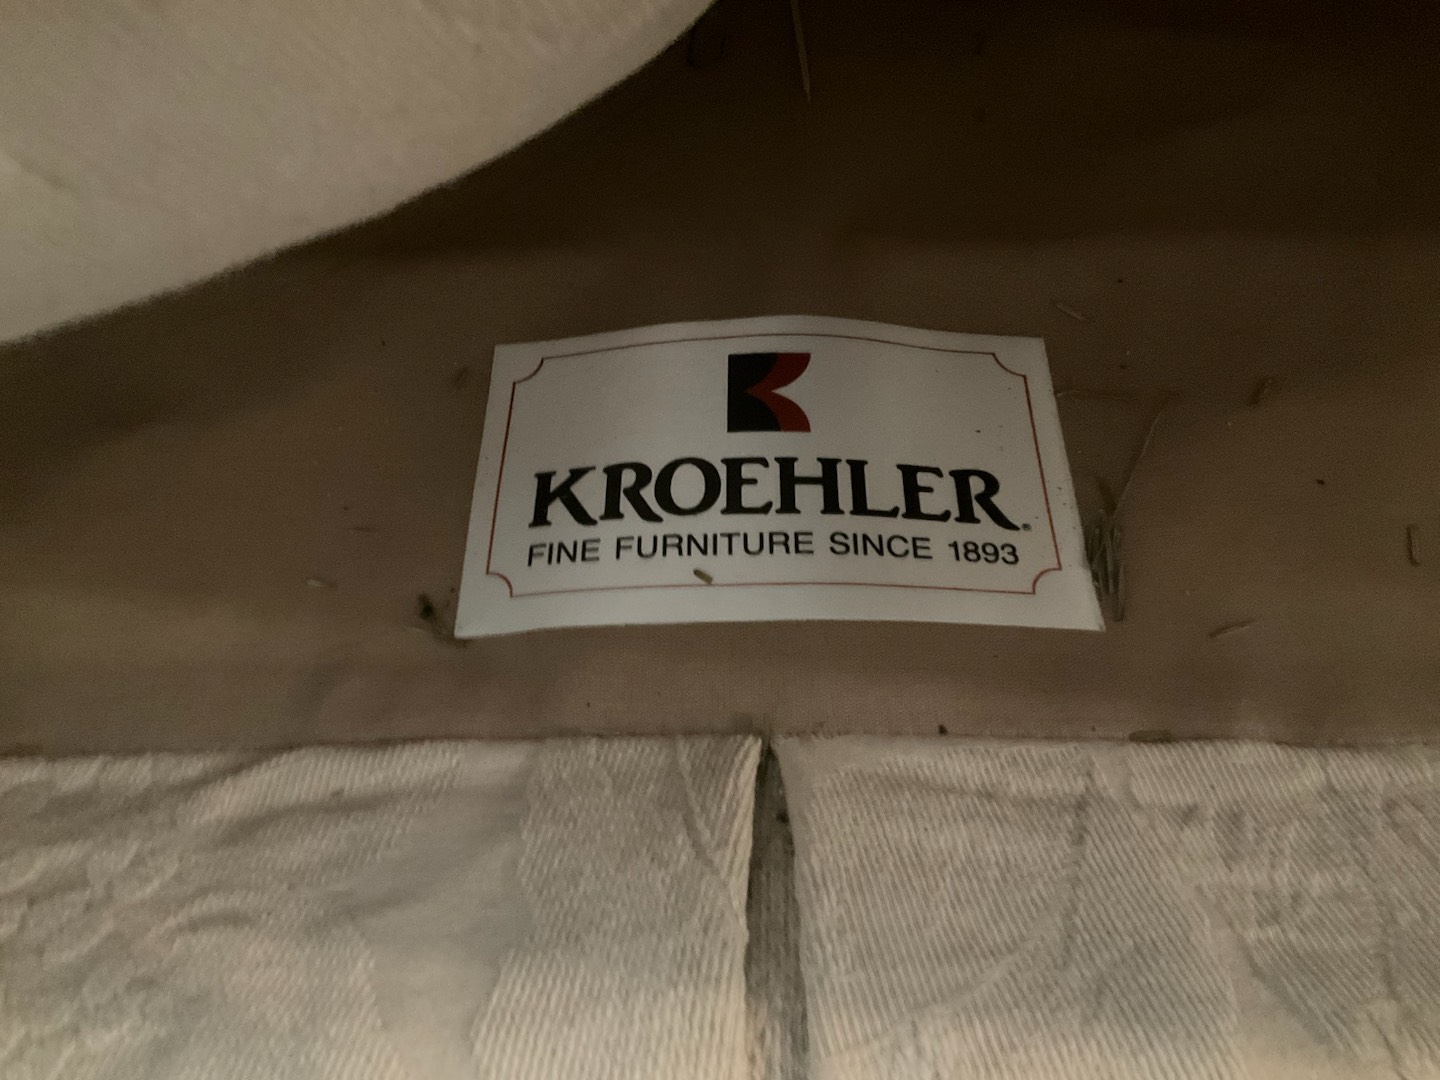 KROEHLER®
FINE FURNITURE SINCE 1893